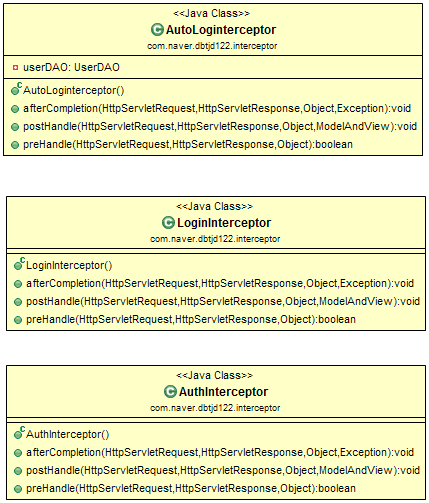 <<Java Class>>
AutoLoginterceptor
com.naver.dbtjd122.interceptor
userDAO: UserDAO
AutoLoginterceptor()
afterCompletion(HttpServletRequest,HttpServletResponse,Object,Exception):void
postHandle(HttpServletRequest,HttpServletResponse,Object,ModelAndView):void
preHandle(HttpServletRequest,HttpServletResponse,Object):boolean
<<Java Class>>
LoginInterceptor
com.naver.dbtjd122.interceptor
LoginInterceptor()
afterCompletion(HttpServletRequest,HttpServletResponse,Object,Exception):void
postHandle(HttpServletRequest,HttpServletResponse,Object,ModelAndView):void
preHandle(HttpServletRequest,HttpServletResponse,Object):boolean
<<Java Class>>
AuthInterceptor
com.naver.dbtjd122.interceptor
AuthInterceptor()
afterCompletion(HttpServletRequest,HttpServletResponse,Object,Exception):void
postHandle(HttpServletRequest,HttpServletResponse,Object,ModelAndView):void
preHandle(HttpServletRequest,HttpServletResponse,Object):boolean